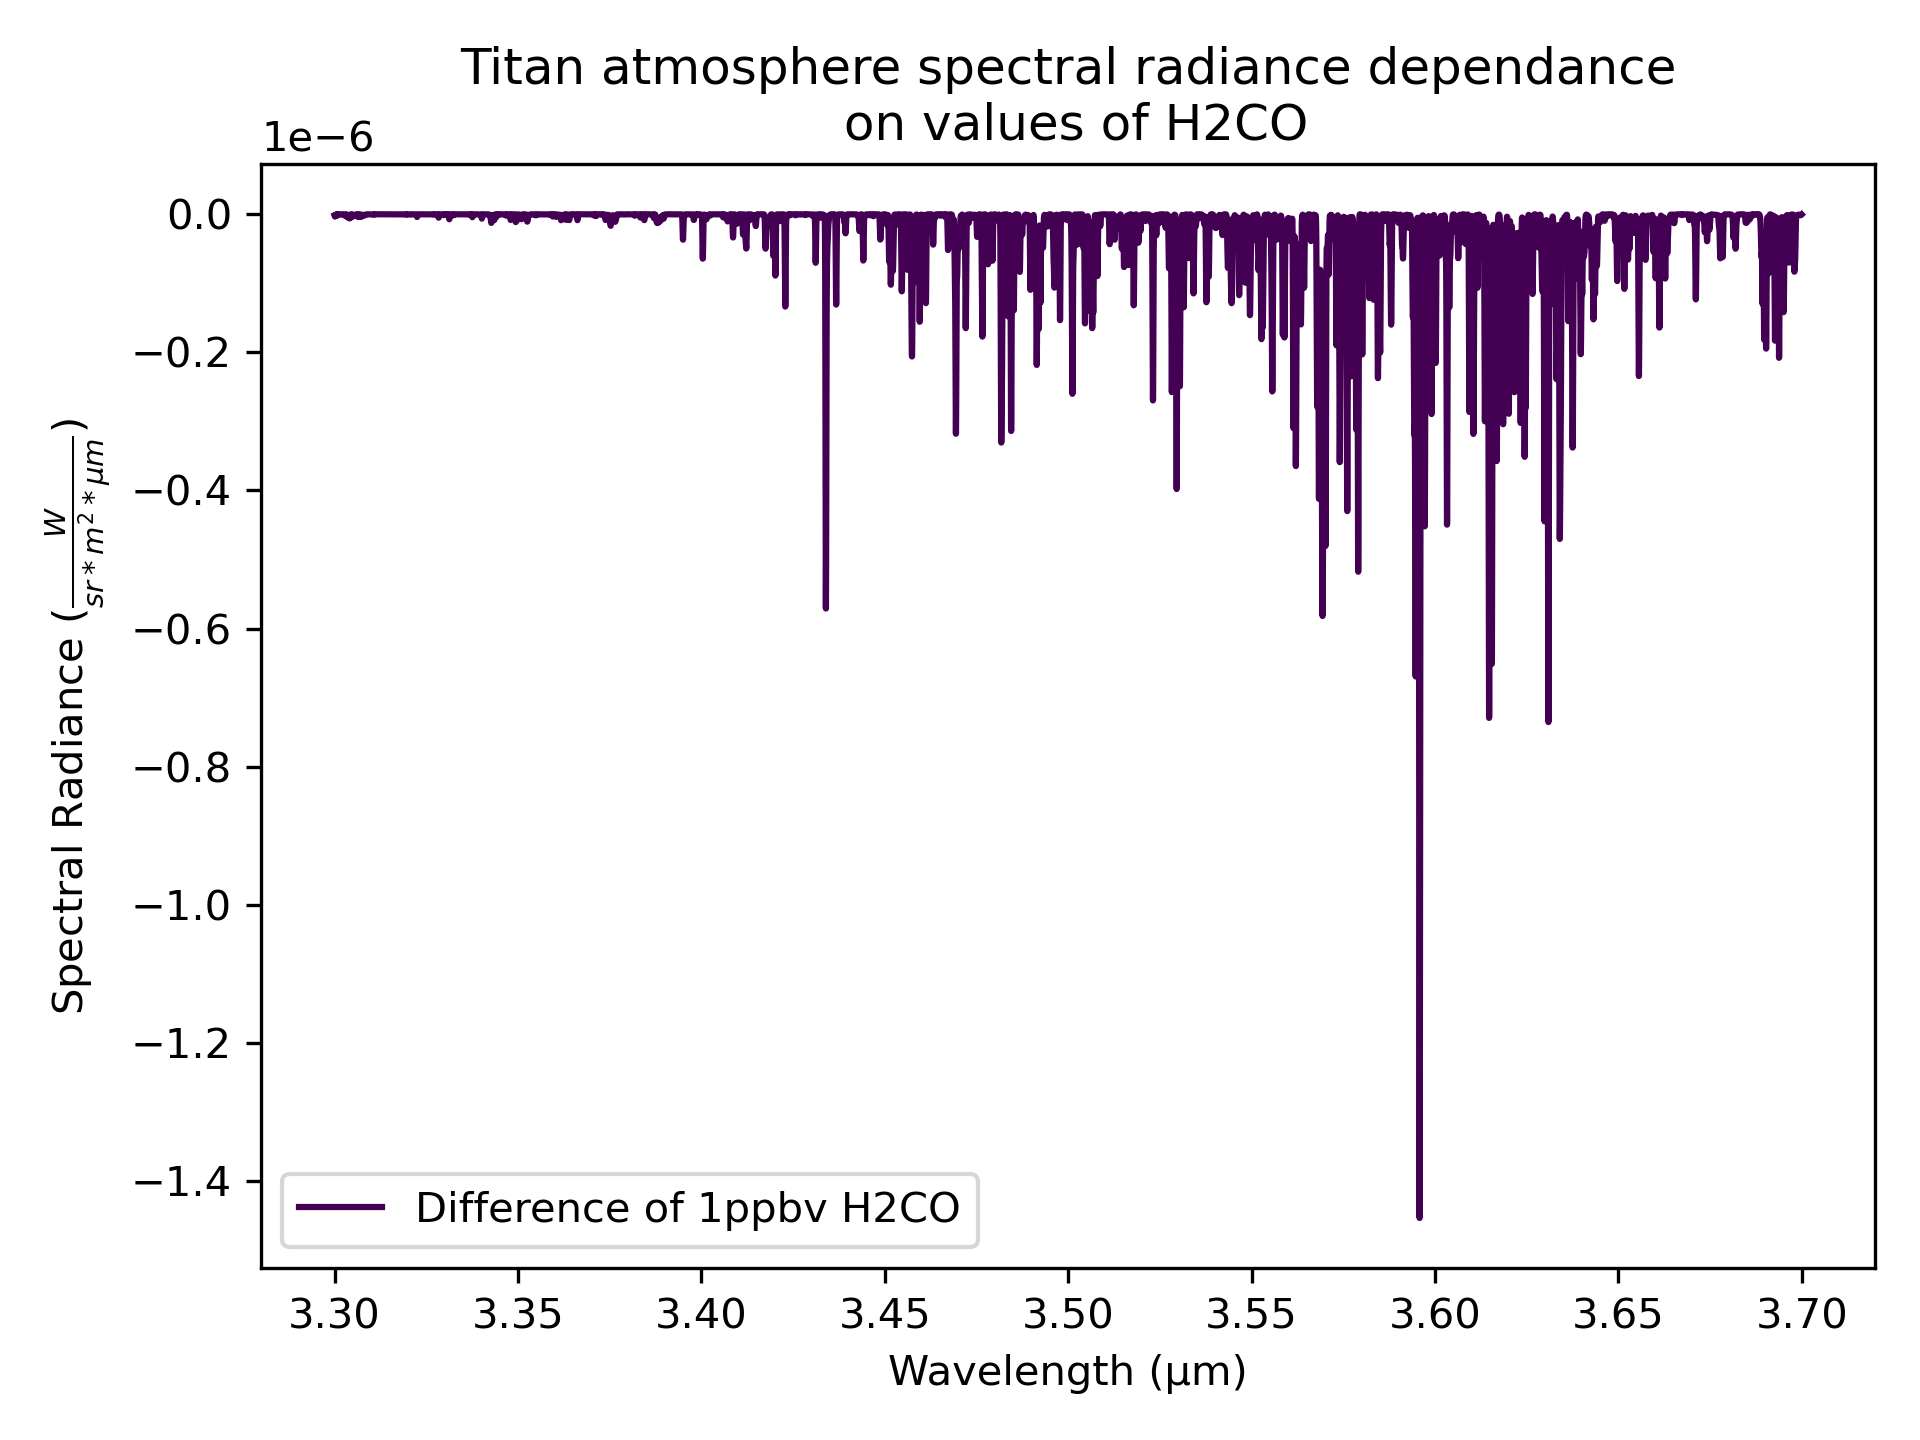 Titan atmosphere spectral radiance dependance
on values of H2CO
1e−6
0.0
−0.2
−0.4
−0.6
−0.8
−1.0
−1.2
−1.4
Spectral Radiance (W / sr * m² * μm)
Difference of 1ppbv H2CO
3.30 3.35 3.40 3.45 3.50 3.55 3.60 3.65 3.70
Wavelength (μm)